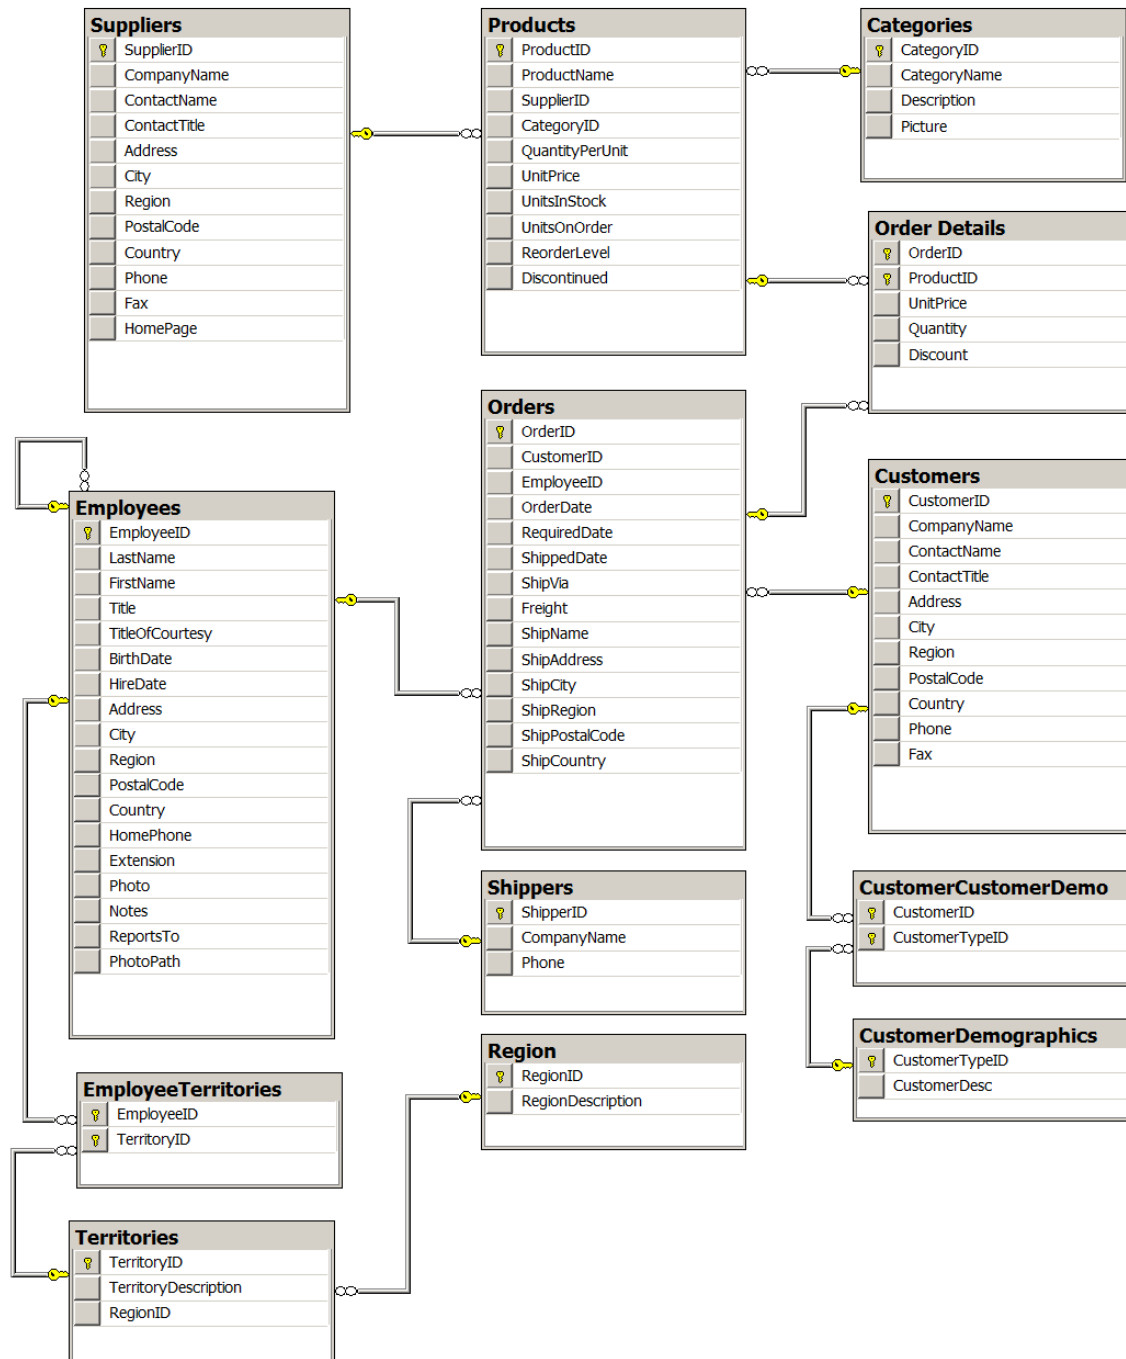 Suppliers
SupplierID
CompanyName
ContactName
ContactTitle
Address
City
Region
PostalCode
Country
Phone
Fax
HomePage
Products
ProductID
ProductName
SupplierID
CategoryID
QuantityPerUnit
UnitPrice
UnitsInStock
UnitsOnOrder
ReorderLevel
Discontinued
Categories
CategoryID
CategoryName
Description
Picture
Order Details
OrderID
ProductID
UnitPrice
Quantity
Discount
Employees
EmployeeID
LastName
FirstName
Title
TitleOfCourtesy
BirthDate
HireDate
Address
City
Region
PostalCode
Country
HomePhone
Extension
Photo
Notes
ReportsTo
PhotoPath
Orders
OrderID
CustomerID
EmployeeID
OrderDate
RequiredDate
ShippedDate
ShipVia
Freight
ShipName
ShipAddress
ShipCity
ShipRegion
ShipPostalCode
ShipCountry
Customers
CustomerID
CompanyName
ContactName
ContactTitle
Address
City
Region
PostalCode
Country
Phone
Fax
Shippers
ShipperID
CompanyName
Phone
CustomerCustomerDemo
CustomerID
CustomerTypeID
Region
RegionID
RegionDescription
CustomerDemographics
CustomerTypeID
CustomerDesc
EmployeeTerritories
EmployeeID
TerritoryID
Territories
TerritoryID
TerritoryDescription
RegionID